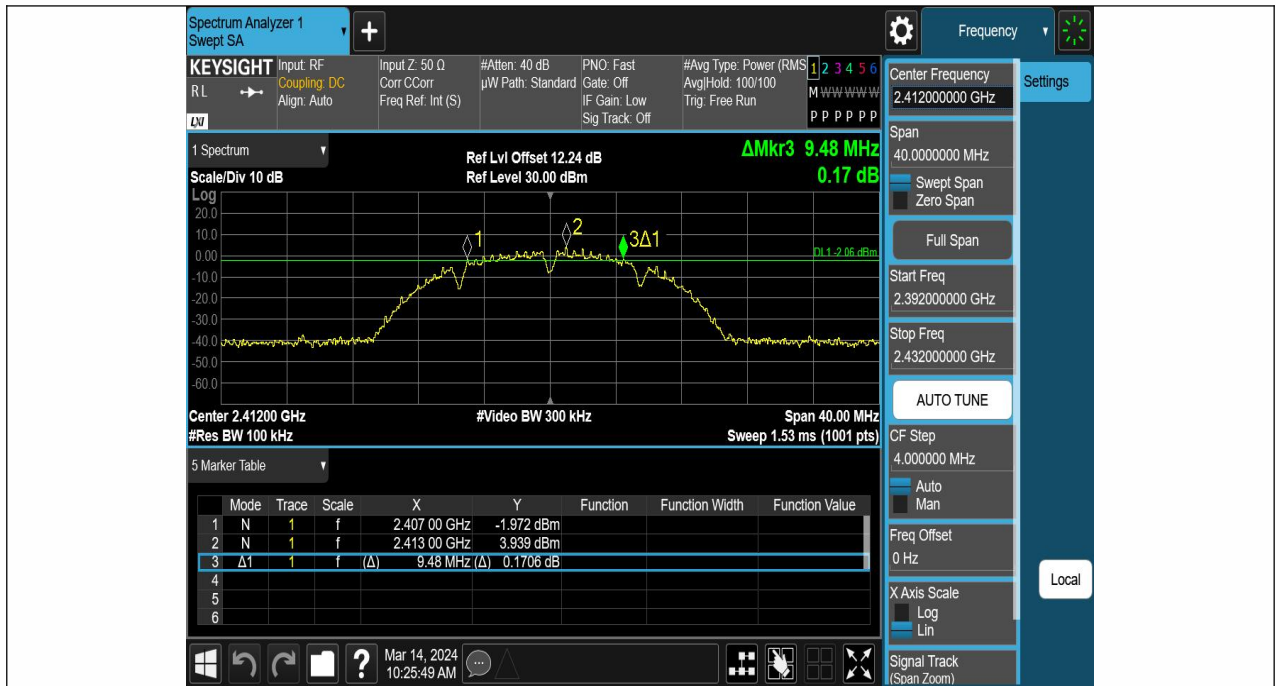 Spectrum Analyzer 1
Swept SA
+
Frequency
KEYSIGHT
RL
LXI
Input: RF
Coupling: DC
Align: Auto
Input Z: 50 Ω
Corr CCorr
Freq Ref: Int (S)
#Atten: 40 dB
µW Path: Standard
PNO: Fast
Gate: Off
IF Gain: Low
Sig Track: Off
#Avg Type: Power (RMS
Avg|Hold: 100/100
Trig: Free Run
1 2 3 4 5 6
M W W W W W
P P P P P P
1 Spectrum
Scale/Div 10 dB
Ref Lvl Offset 12.24 dB
Ref Level 30.00 dBm
ΔMkr3 9.48 MHz
0.17 dB
Log
20.0
10.0
0.00
-10.0
-20.0
-30.0
-40.0
-50.0
-60.0
1
2
3Δ1
DL1 -2.06 dBm
Center 2.41200 GHz
#Res BW 100 kHz
#Video BW 300 kHz
Span 40.00 MHz
Sweep 1.53 ms (1001 pts)
5 Marker Table
Mode Trace Scale X Y Function Function Width Function Value
1 N 1 f 2.407 00 GHz -1.972 dBm
2 N 1 f 2.413 00 GHz 3.939 dBm
3 Δ1 1 f (Δ) 9.48 MHz (Δ) 0.1706 dB
4
5
6
?
Mar 14, 2024
10:25:49 AM
Center Frequency
2.412000000 GHz
Settings
Span
40.0000000 MHz
Swept Span
Zero Span
Full Span
Start Freq
2.392000000 GHz
Stop Freq
2.432000000 GHz
AUTO TUNE
CF Step
4.000000 MHz
Auto
Man
Freq Offset
0 Hz
X Axis Scale
Log
Lin
Local
Signal Track
(Span Zoom)